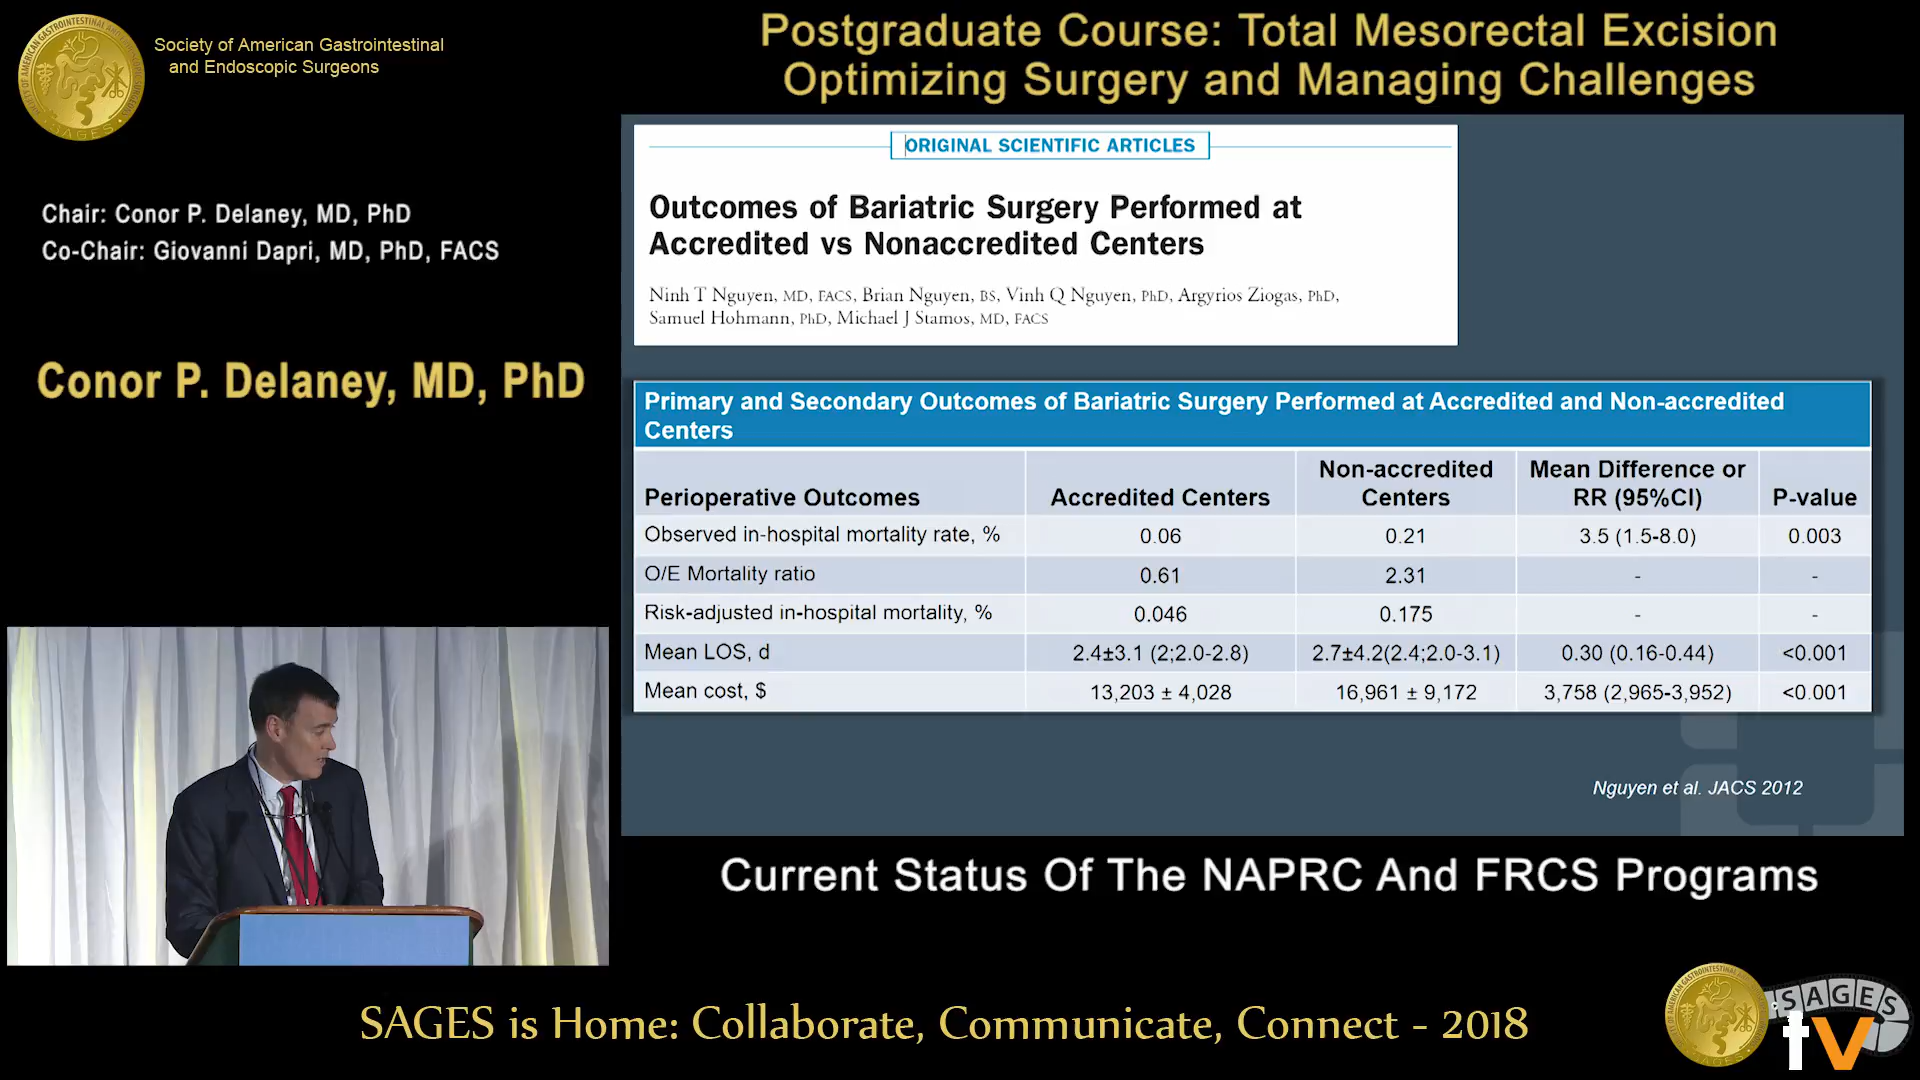 Society of American Gastrointestinal
and Endoscopic Surgeons
Postgraduate Course: Total Mesorectal Excision
Optimizing Surgery and Managing Challenges
Chair: Conor P. Delaney, MD, PhD
Co-Chair: Giovanni Dapri, MD, PhD, FACS
Conor P. Delaney, MD, PhD
ORIGINAL SCIENTIFIC ARTICLES
Outcomes of Bariatric Surgery Performed at
Accredited vs Nonaccredited Centers
Ninh T Nguyen, MD, FACS, Brian Nguyen, BS, Vinh Q Nguyen, PhD, Argyrios Ziogas, PhD,
Samuel Hohmann, PhD, Michael J Stamos, MD, FACS
Primary and Secondary Outcomes of Bariatric Surgery Performed at Accredited and Non-accredited
Centers
Perioperative Outcomes Accredited Centers Non-accredited Centers Mean Difference or RR (95%CI) P-value
Observed in-hospital mortality rate, % 0.06 0.21 3.5 (1.5-8.0) 0.003
O/E Mortality ratio 0.61 2.31 - -
Risk-adjusted in-hospital mortality, % 0.046 0.175 - -
Mean LOS, d 2.4±3.1 (2;2.0-2.8) 2.7±4.2(2.4;2.0-3.1) 0.30 (0.16-0.44) <0.001
Mean cost, $ 13,203 ± 4,028 16,961 ± 9,172 3,758 (2,965-3,952) <0.001
Nguyen et al. JACS 2012
Current Status Of The NAPRC And FRCS Programs
SAGES is Home: Collaborate, Communicate, Connect - 2018
SAGES
tv